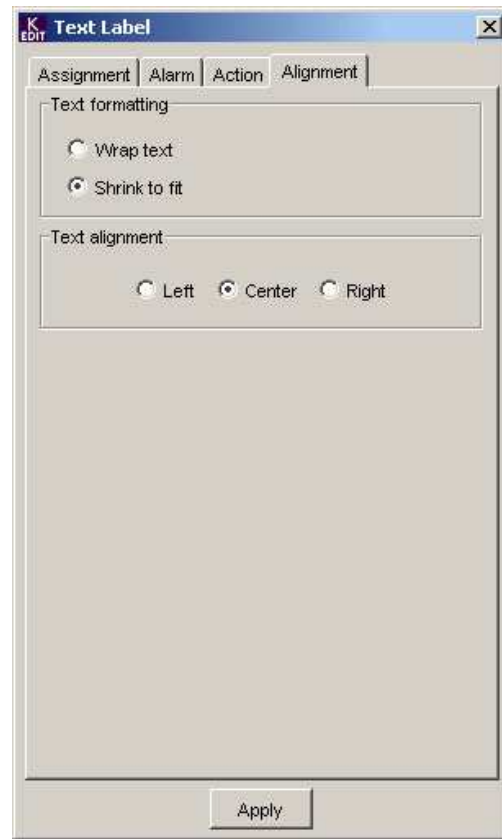 K EDIT Text Label
Assignment Alarm Action Alignment
Text formatting
Wrap text
Shrink to fit
Text alignment
Left Center Right
Apply